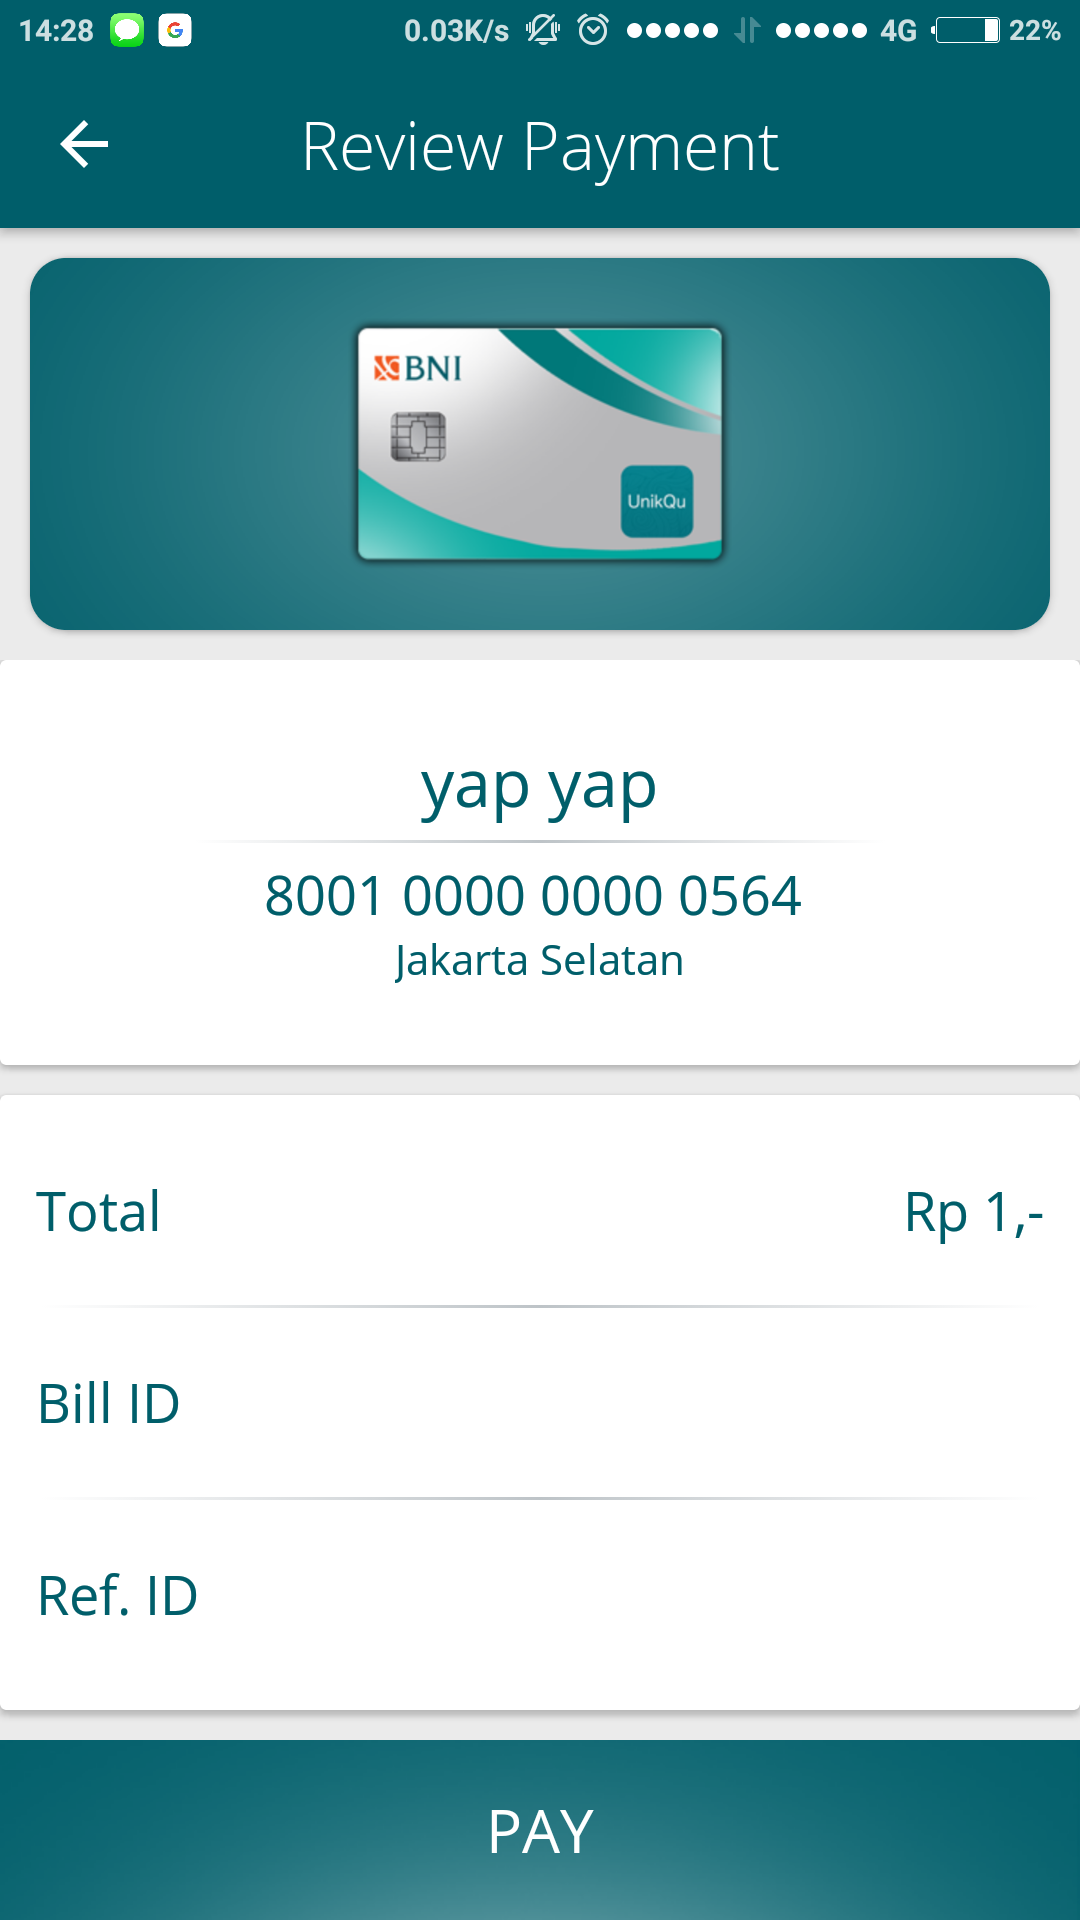 14:28 0.03K/s 4G 22%
Review Payment
BNI
UnikQu
yap yap
8001 0000 0000 0564
Jakarta Selatan
Total Rp 1,-
Bill ID
Ref. ID
PAY